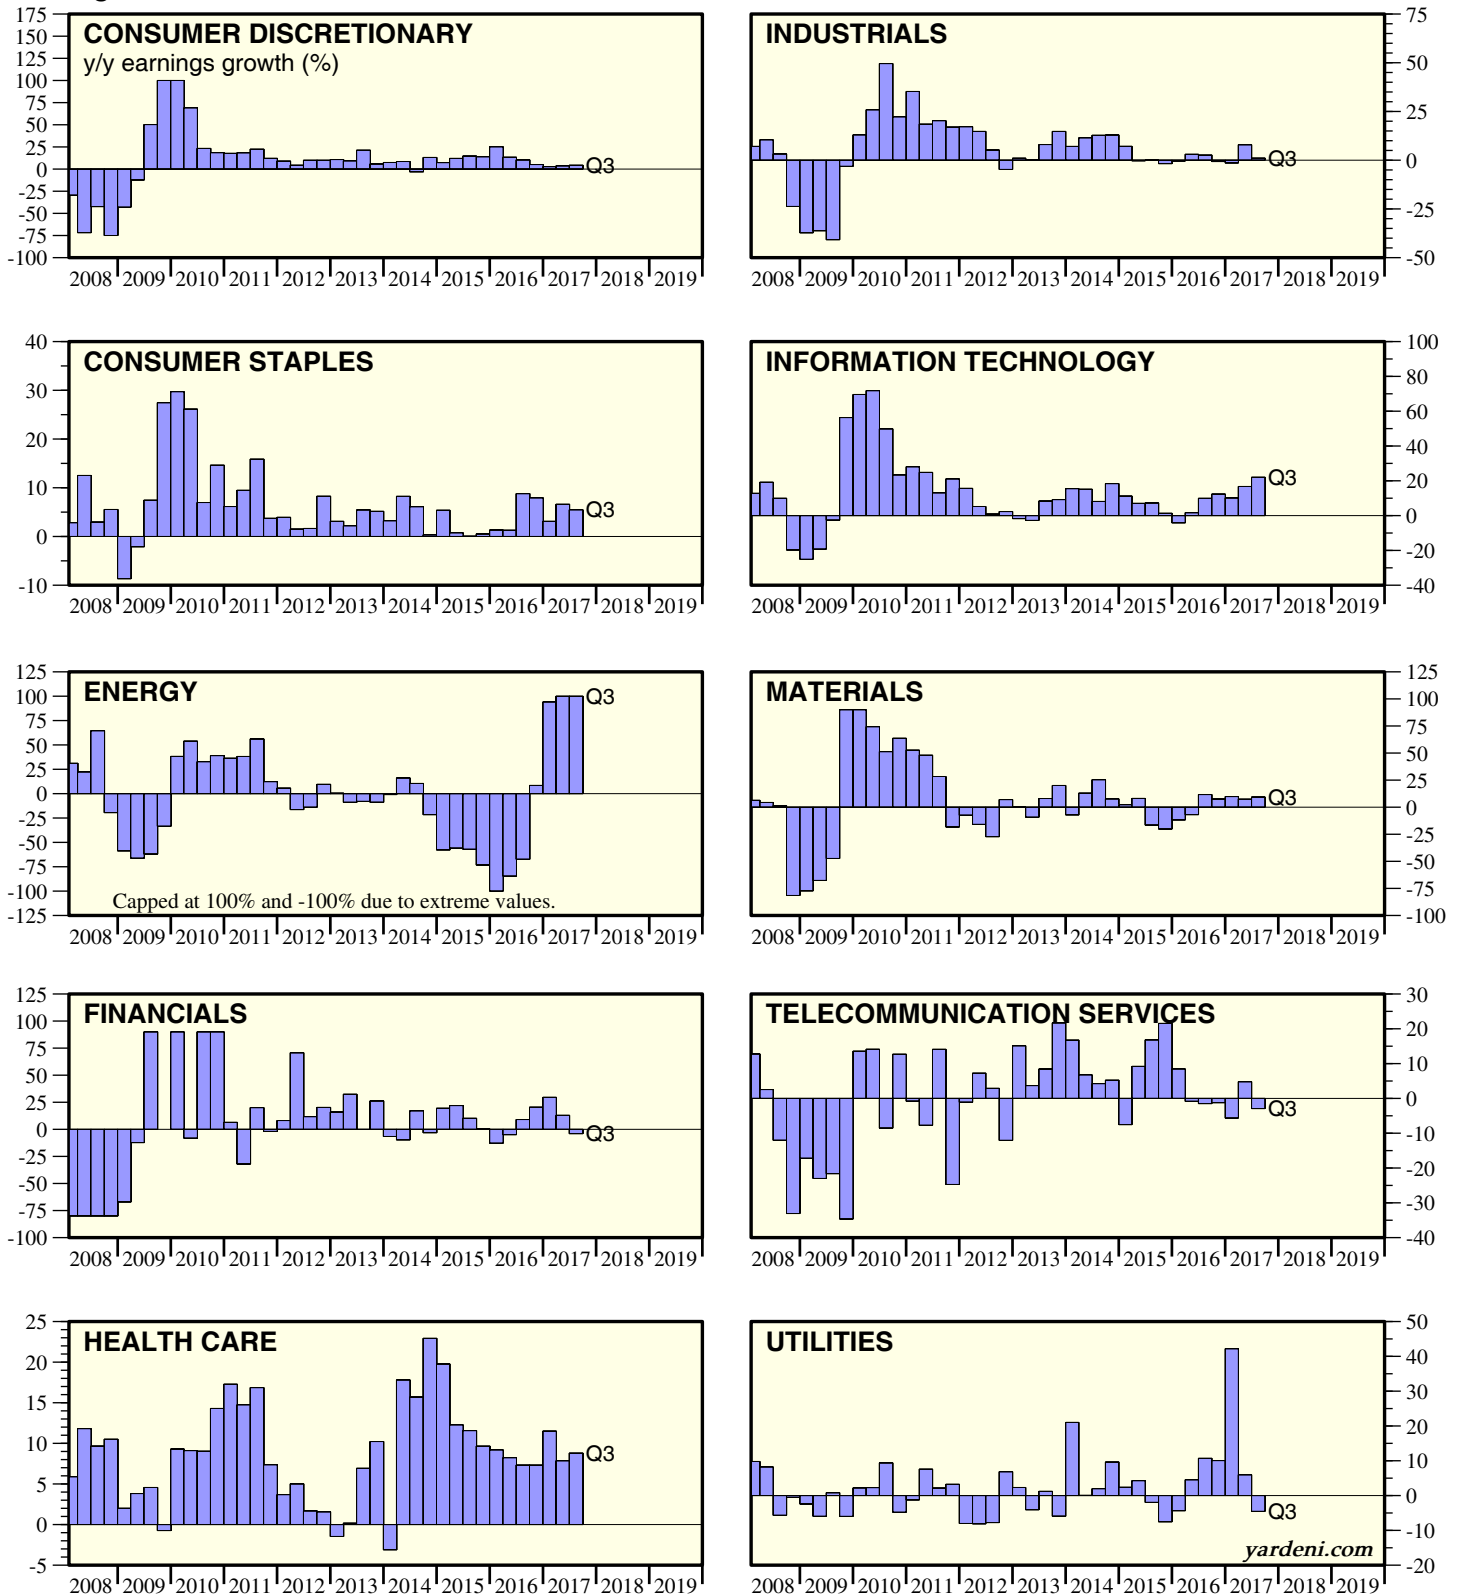 CONSUMER DISCRETIONARY
y/y earnings growth (%)
175
150
125
100
75
50
25
0
-25
-50
-75
-100
Q3
2008 2009 2010 2011 2012 2013 2014 2015 2016 2017 2018 2019
INDUSTRIALS
75
50
25
0
-25
-50
Q3
2008 2009 2010 2011 2012 2013 2014 2015 2016 2017 2018 2019
CONSUMER STAPLES
40
30
20
10
0
-10
Q3
2008 2009 2010 2011 2012 2013 2014 2015 2016 2017 2018 2019
INFORMATION TECHNOLOGY
100
80
60
40
20
0
-20
-40
Q3
2008 2009 2010 2011 2012 2013 2014 2015 2016 2017 2018 2019
ENERGY
125
100
75
50
25
0
-25
-50
-75
-100
-125
Q3
Capped at 100% and -100% due to extreme values.
2008 2009 2010 2011 2012 2013 2014 2015 2016 2017 2018 2019
MATERIALS
125
100
75
50
25
0
-25
-50
-75
-100
Q3
2008 2009 2010 2011 2012 2013 2014 2015 2016 2017 2018 2019
FINANCIALS
125
100
75
50
25
0
-25
-50
-75
-100
Q3
2008 2009 2010 2011 2012 2013 2014 2015 2016 2017 2018 2019
TELECOMMUNICATION SERVICES
30
20
10
0
-10
-20
-30
-40
Q3
2008 2009 2010 2011 2012 2013 2014 2015 2016 2017 2018 2019
HEALTH CARE
25
20
15
10
5
0
-5
Q3
2008 2009 2010 2011 2012 2013 2014 2015 2016 2017 2018 2019
UTILITIES
50
40
30
20
10
0
-10
-20
Q3
yardeni.com
2008 2009 2010 2011 2012 2013 2014 2015 2016 2017 2018 2019